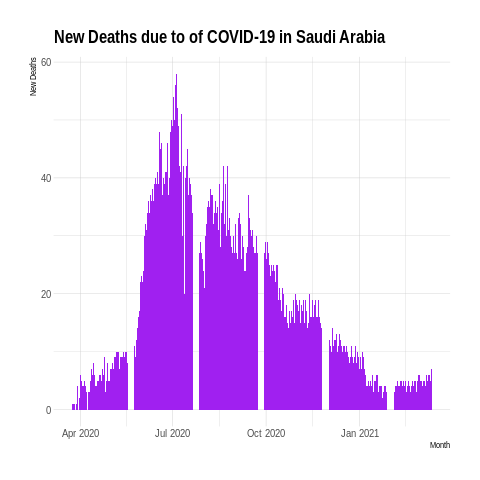 New Deaths due to of COVID-19 in Saudi Arabia
New Deaths
60
40
20
0
Apr 2020 Jul 2020 Oct 2020 Jan 2021
Month